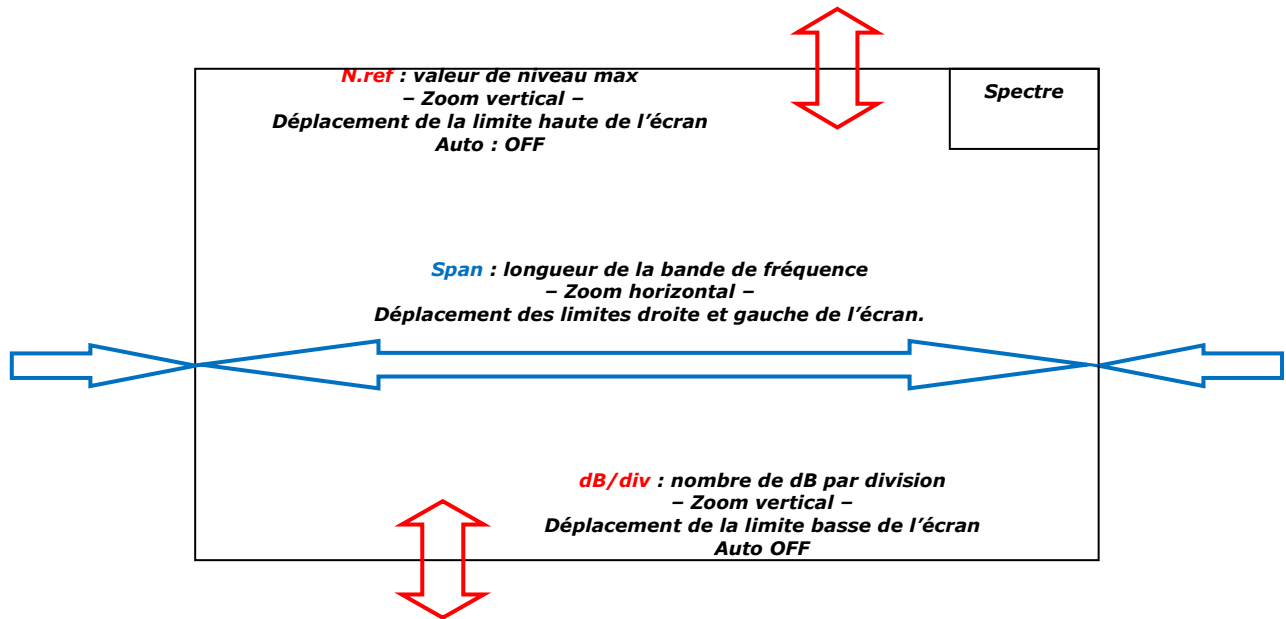 N.ref : valeur de niveau max
– Zoom vertical –
Déplacement de la limite haute de l’écran
Auto : OFF
Spectre
Span : longueur de la bande de fréquence
– Zoom horizontal –
Déplacement des limites droite et gauche de l’écran.
dB/div : nombre de dB par division
– Zoom vertical –
Déplacement de la limite basse de l’écran
Auto OFF